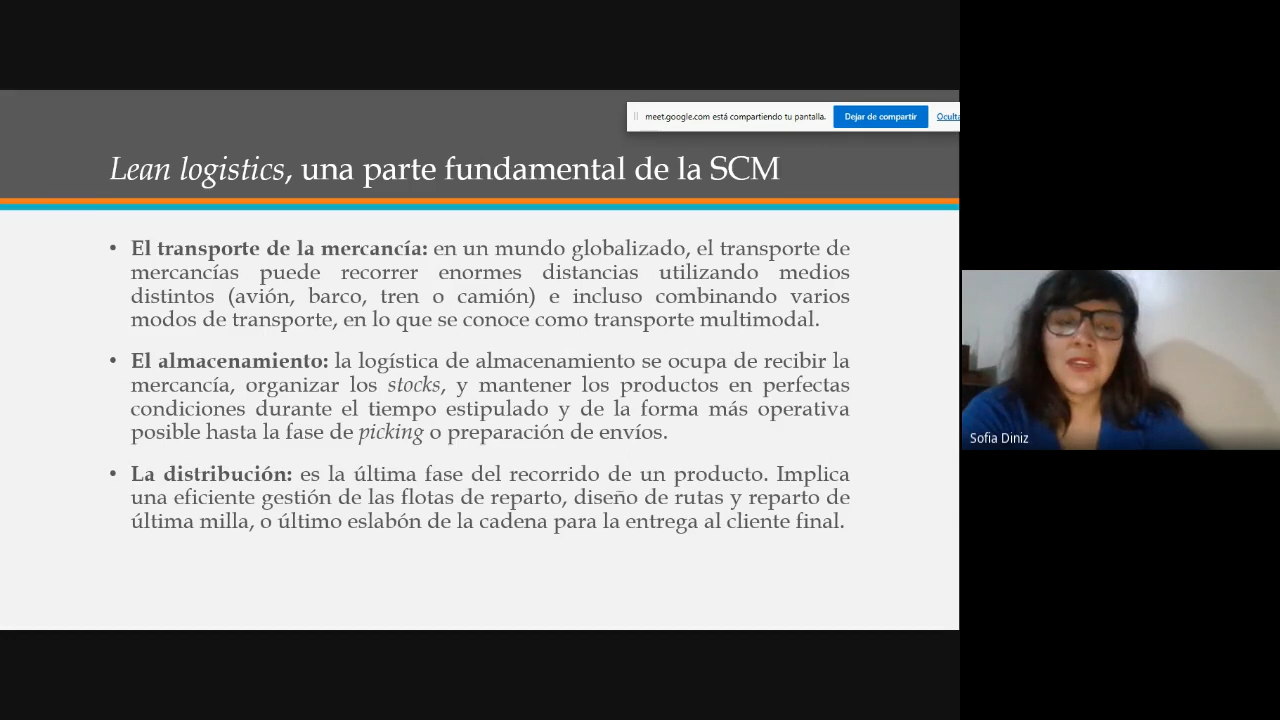 meet.google.com está compartiendo tu pantalla.
Dejar de compartir
Lean logistics, una parte fundamental de la SCM
• El transporte de la mercancía: en un mundo globalizado, el transporte de
mercancías puede recorrer enormes distancias utilizando medios
distintos (avión, barco, tren o camión) e incluso combinando varios
modos de transporte, en lo que se conoce como transporte multimodal.
• El almacenamiento: la logística de almacenamiento se ocupa de recibir la
mercancía, organizar los stocks, y mantener los productos en perfectas
condiciones durante el tiempo estipulado y de la forma más operativa
posible hasta la fase de picking o preparación de envíos.
• La distribución: es la última fase del recorrido de un producto. Implica
una eficiente gestión de las flotas de reparto, diseño de rutas y reparto de
última milla, o último eslabón de la cadena para la entrega al cliente final.
Sofia Diniz